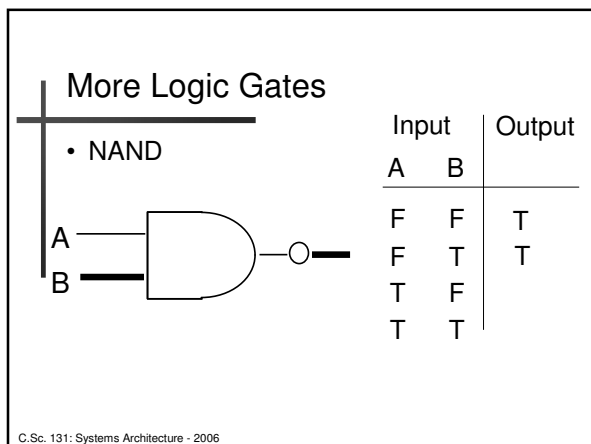 More Logic Gates
• NAND
A
B
Input Output
A B
F F T
F T T
T F
T T
C.Sc. 131: Systems Architecture - 2006